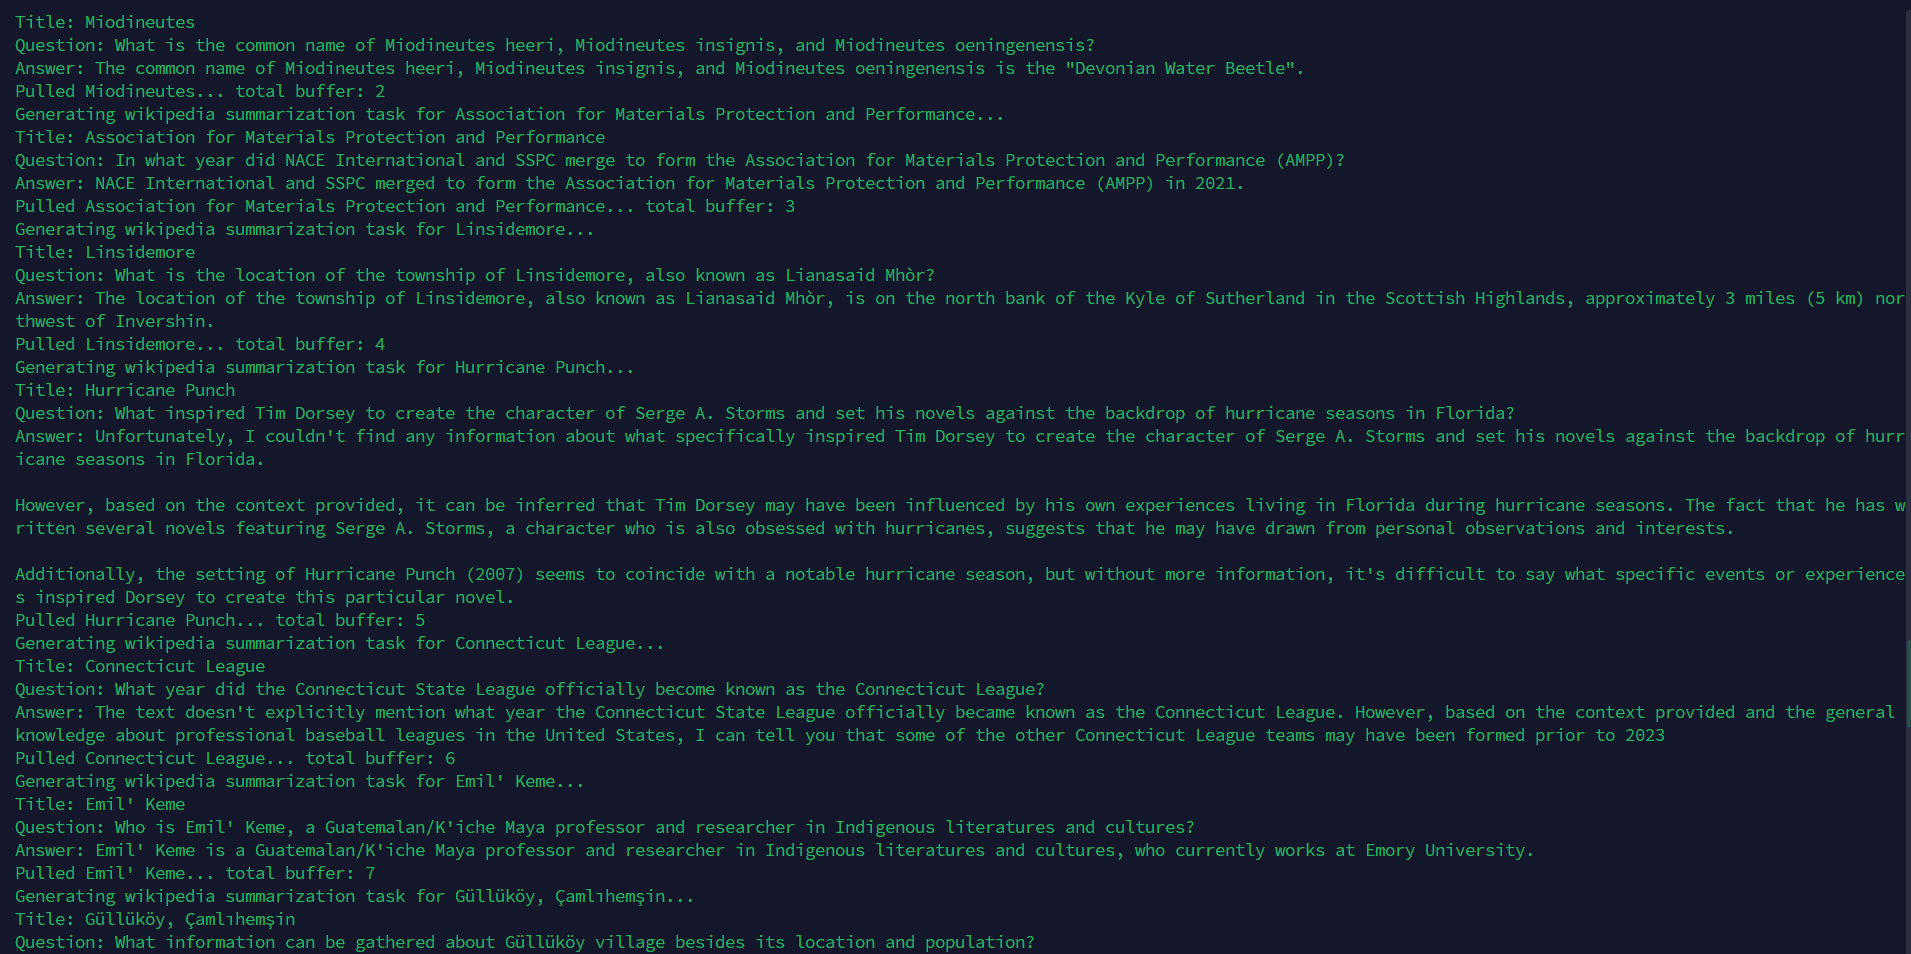 Title: Miodineutes
Question: What is the common name of Miodineutes heeri, Miodineutes insignis, and Miodineutes oeningenensis?
Answer: The common name of Miodineutes heeri, Miodineutes insignis, and Miodineutes oeningenensis is the "Devonian Water Beetle".
Pulled Miodineutes... total buffer: 2
Generating wikipedia summarization task for Association for Materials Protection and Performance...
Title: Association for Materials Protection and Performance
Question: In what year did NACE International and SSPC merge to form the Association for Materials Protection and Performance (AMPP)?
Answer: NACE International and SSPC merged to form the Association for Materials Protection and Performance (AMPP) in 2021.
Pulled Association for Materials Protection and Performance... total buffer: 3
Generating wikipedia summarization task for Linsidemore...
Title: Linsidemore
Question: What is the location of the township of Linsidemore, also known as Lianasaid Mhòr?
Answer: The location of the township of Linsidemore, also known as Lianasaid Mhòr, is on the north bank of the Kyle of Sutherland in the Scottish Highlands, approximately 3 miles (5 km) nor
thwest of Invershin.
Pulled Linsidemore... total buffer: 4
Generating wikipedia summarization task for Hurricane Punch...
Title: Hurricane Punch
Question: What inspired Tim Dorsey to create the character of Serge A. Storms and set his novels against the backdrop of hurricane seasons in Florida?
Answer: Unfortunately, I couldn't find any information about what specifically inspired Tim Dorsey to create the character of Serge A. Storms and set his novels against the backdrop of hurr
icane seasons in Florida.
However, based on the context provided, it can be inferred that Tim Dorsey may have been influenced by his own experiences living in Florida during hurricane seasons. The fact that he has w
ritten several novels featuring Serge A. Storms, a character who is also obsessed with hurricanes, suggests that he may have drawn from personal observations and interests.
Additionally, the setting of Hurricane Punch (2007) seems to coincide with a notable hurricane season, but without more information, it's difficult to say what specific events or experience
s inspired Dorsey to create this particular novel.
Pulled Hurricane Punch... total buffer: 5
Generating wikipedia summarization task for Connecticut League...
Title: Connecticut League
Question: What year did the Connecticut State League officially become known as the Connecticut League?
Answer: The text doesn't explicitly mention what year the Connecticut State League officially became known as the Connecticut League. However, based on the context provided and the general
knowledge about professional baseball leagues in the United States, I can tell you that some of the other Connecticut League teams may have been formed prior to 2023
Pulled Connecticut League... total buffer: 6
Generating wikipedia summarization task for Emil' Keme...
Title: Emil' Keme
Question: Who is Emil' Keme, a Guatemalan/K'iche Maya professor and researcher in Indigenous literatures and cultures?
Answer: Emil' Keme is a Guatemalan/K'iche Maya professor and researcher in Indigenous literatures and cultures, who currently works at Emory University.
Pulled Emil' Keme... total buffer: 7
Generating wikipedia summarization task for Güllüköy, Çamlıhemşin...
Title: Güllüköy, Çamlıhemşin
Question: What information can be gathered about Güllüköy village besides its location and population?